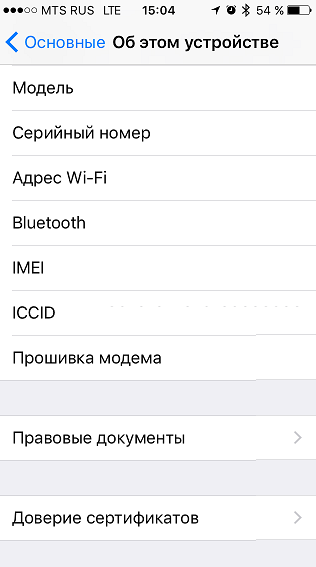 MTS RUS LTE 15:04 54 %
Основные Об этом устройстве
Модель
Серийный номер
Адрес Wi-Fi
Bluetooth
IMEI
ICCID
Прошивка модема
Правовые документы
Доверие сертификатов